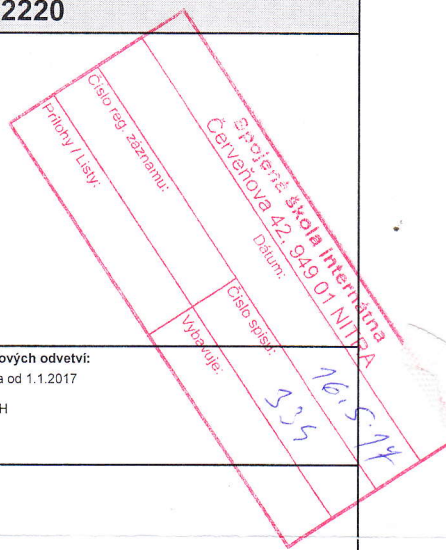 2220
Spojená škola internátna
Červeňova 42, 949 01 NITRA
Dátum:
16.5.17
Číslo reg. záznamu:
Číslo spisu:
339
Prílohy / Listy:
Vybavuje:
ových odvetví:
a od 1.1.2017
H